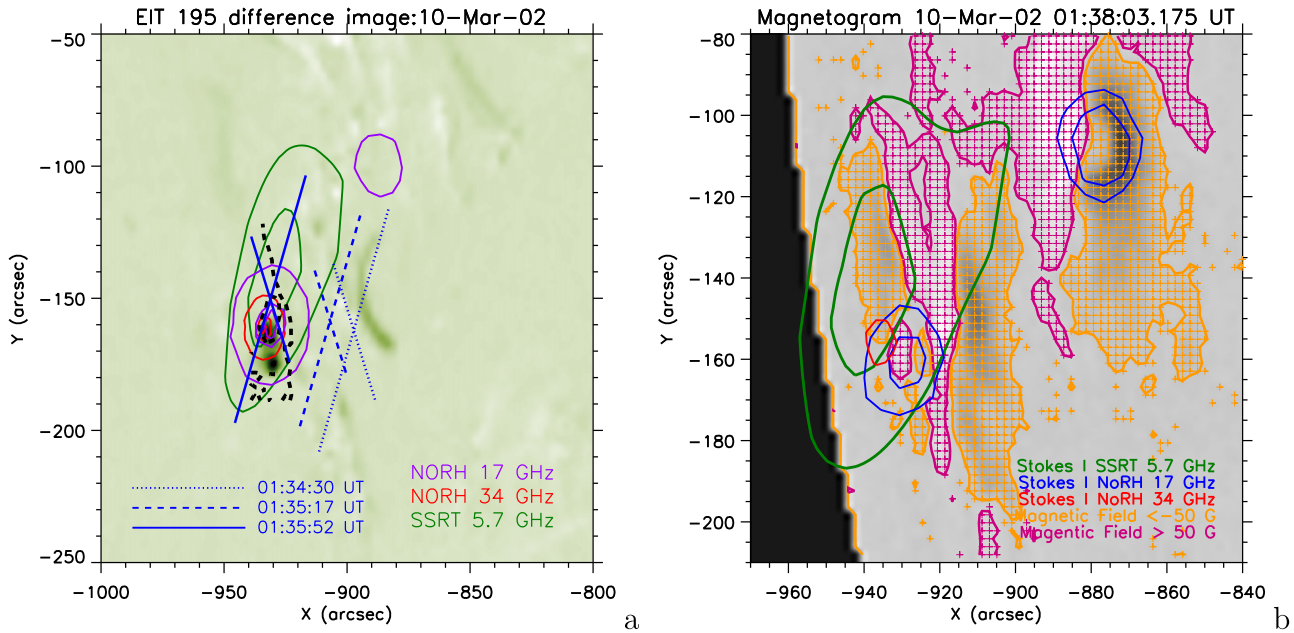 EIT 195 difference image:10-Mar-02
-50
-100
-150
-200
-250
Y (arcsec)
NORH 17 GHz
NORH 34 GHz
SSRT 5.7 GHz
01:34:30 UT
01:35:17 UT
01:35:52 UT
-1000 -950 -900 -850 -800
X (arcsec)
a
Magnetogram 10-Mar-02 01:38:03.175 UT
-80
-100
-120
-140
-160
-180
-200
Y (arcsec)
Stokes I SSRT 5.7 GHz
Stokes I NoRH 17 GHz
Stokes I NoRH 34 GHz
Magnetic Field <-50 G
Magentic Field > 50 G
-960 -940 -920 -900 -880 -860 -840
X (arcsec)
b